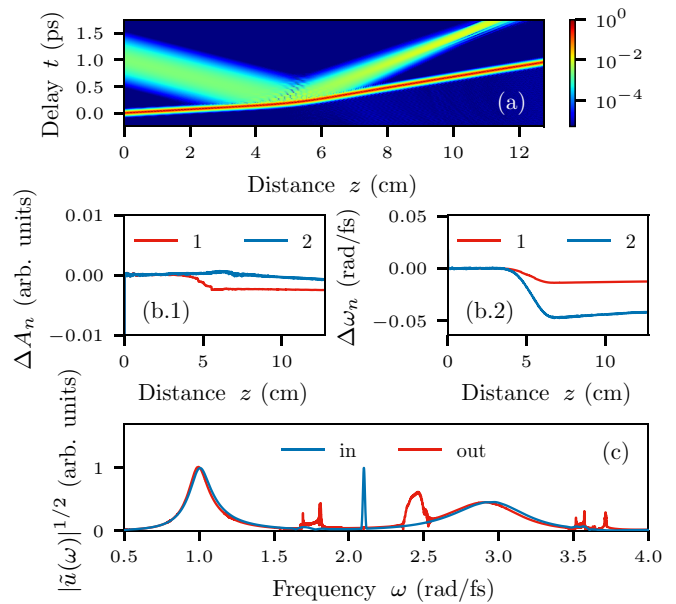 Delay t (ps)
1.5
1.0
0.5
0.0
(a)
10⁰
10⁻²
10⁻⁴
0 2 4 6 8 10 12
Distance z (cm)
ΔAₙ (arb. units)
0.01
0.00
−0.01
1 2
(b.1)
0 5 10
Distance z (cm)
Δωₙ (rad/fs)
0.05
0.00
−0.05
1 2
(b.2)
0 5 10
Distance z (cm)
|ũ(ω)|^{1/2} (arb. units)
1
0
in out
(c)
0.5 1.0 1.5 2.0 2.5 3.0 3.5 4.0
Frequency ω (rad/fs)